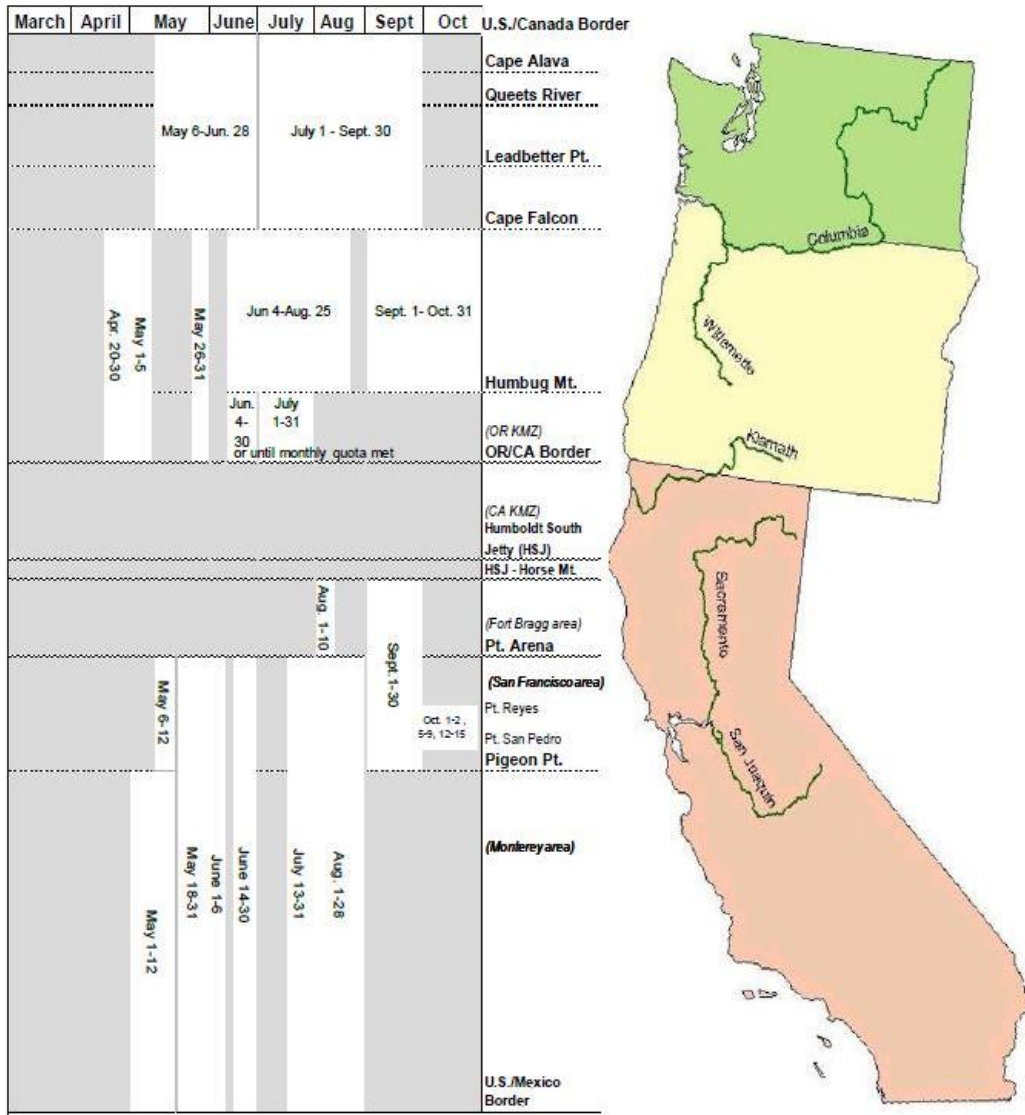 March April May June July Aug Sept Oct U.S./Canada Border
Cape Alava
Queets River
May 6-Jun. 28 July 1 - Sept. 30
Leadbetter Pt.
Cape Falcon
Apr. 20-30
May 1-5
May 26-31
Jun 4-Aug. 25
Sept. 1- Oct. 31
Humbug Mt.
Jun.
4-
30
July
1-31
or until monthly quota met
(OR KMZ)
OR/CA Border
(CA KMZ)
Humboldt South
Jetty (HSJ)
HSJ - Horse Mt.
Aug. 1-10
(Fort Bragg area)
Pt. Arena
Sept.1-30
May 6-12
(San Francisco area)
Pt. Reyes
Oct. 1-2 ,
5-9, 12-15
Pt. San Pedro
Pigeon Pt.
May 1-12
May 18-31
June 1-6
June 14-30
July 13-31
Aug. 1-28
(Monterey area)
U.S./Mexico
Border
Columbia
Willamette
Klamath
Sacramento
San Joaquin